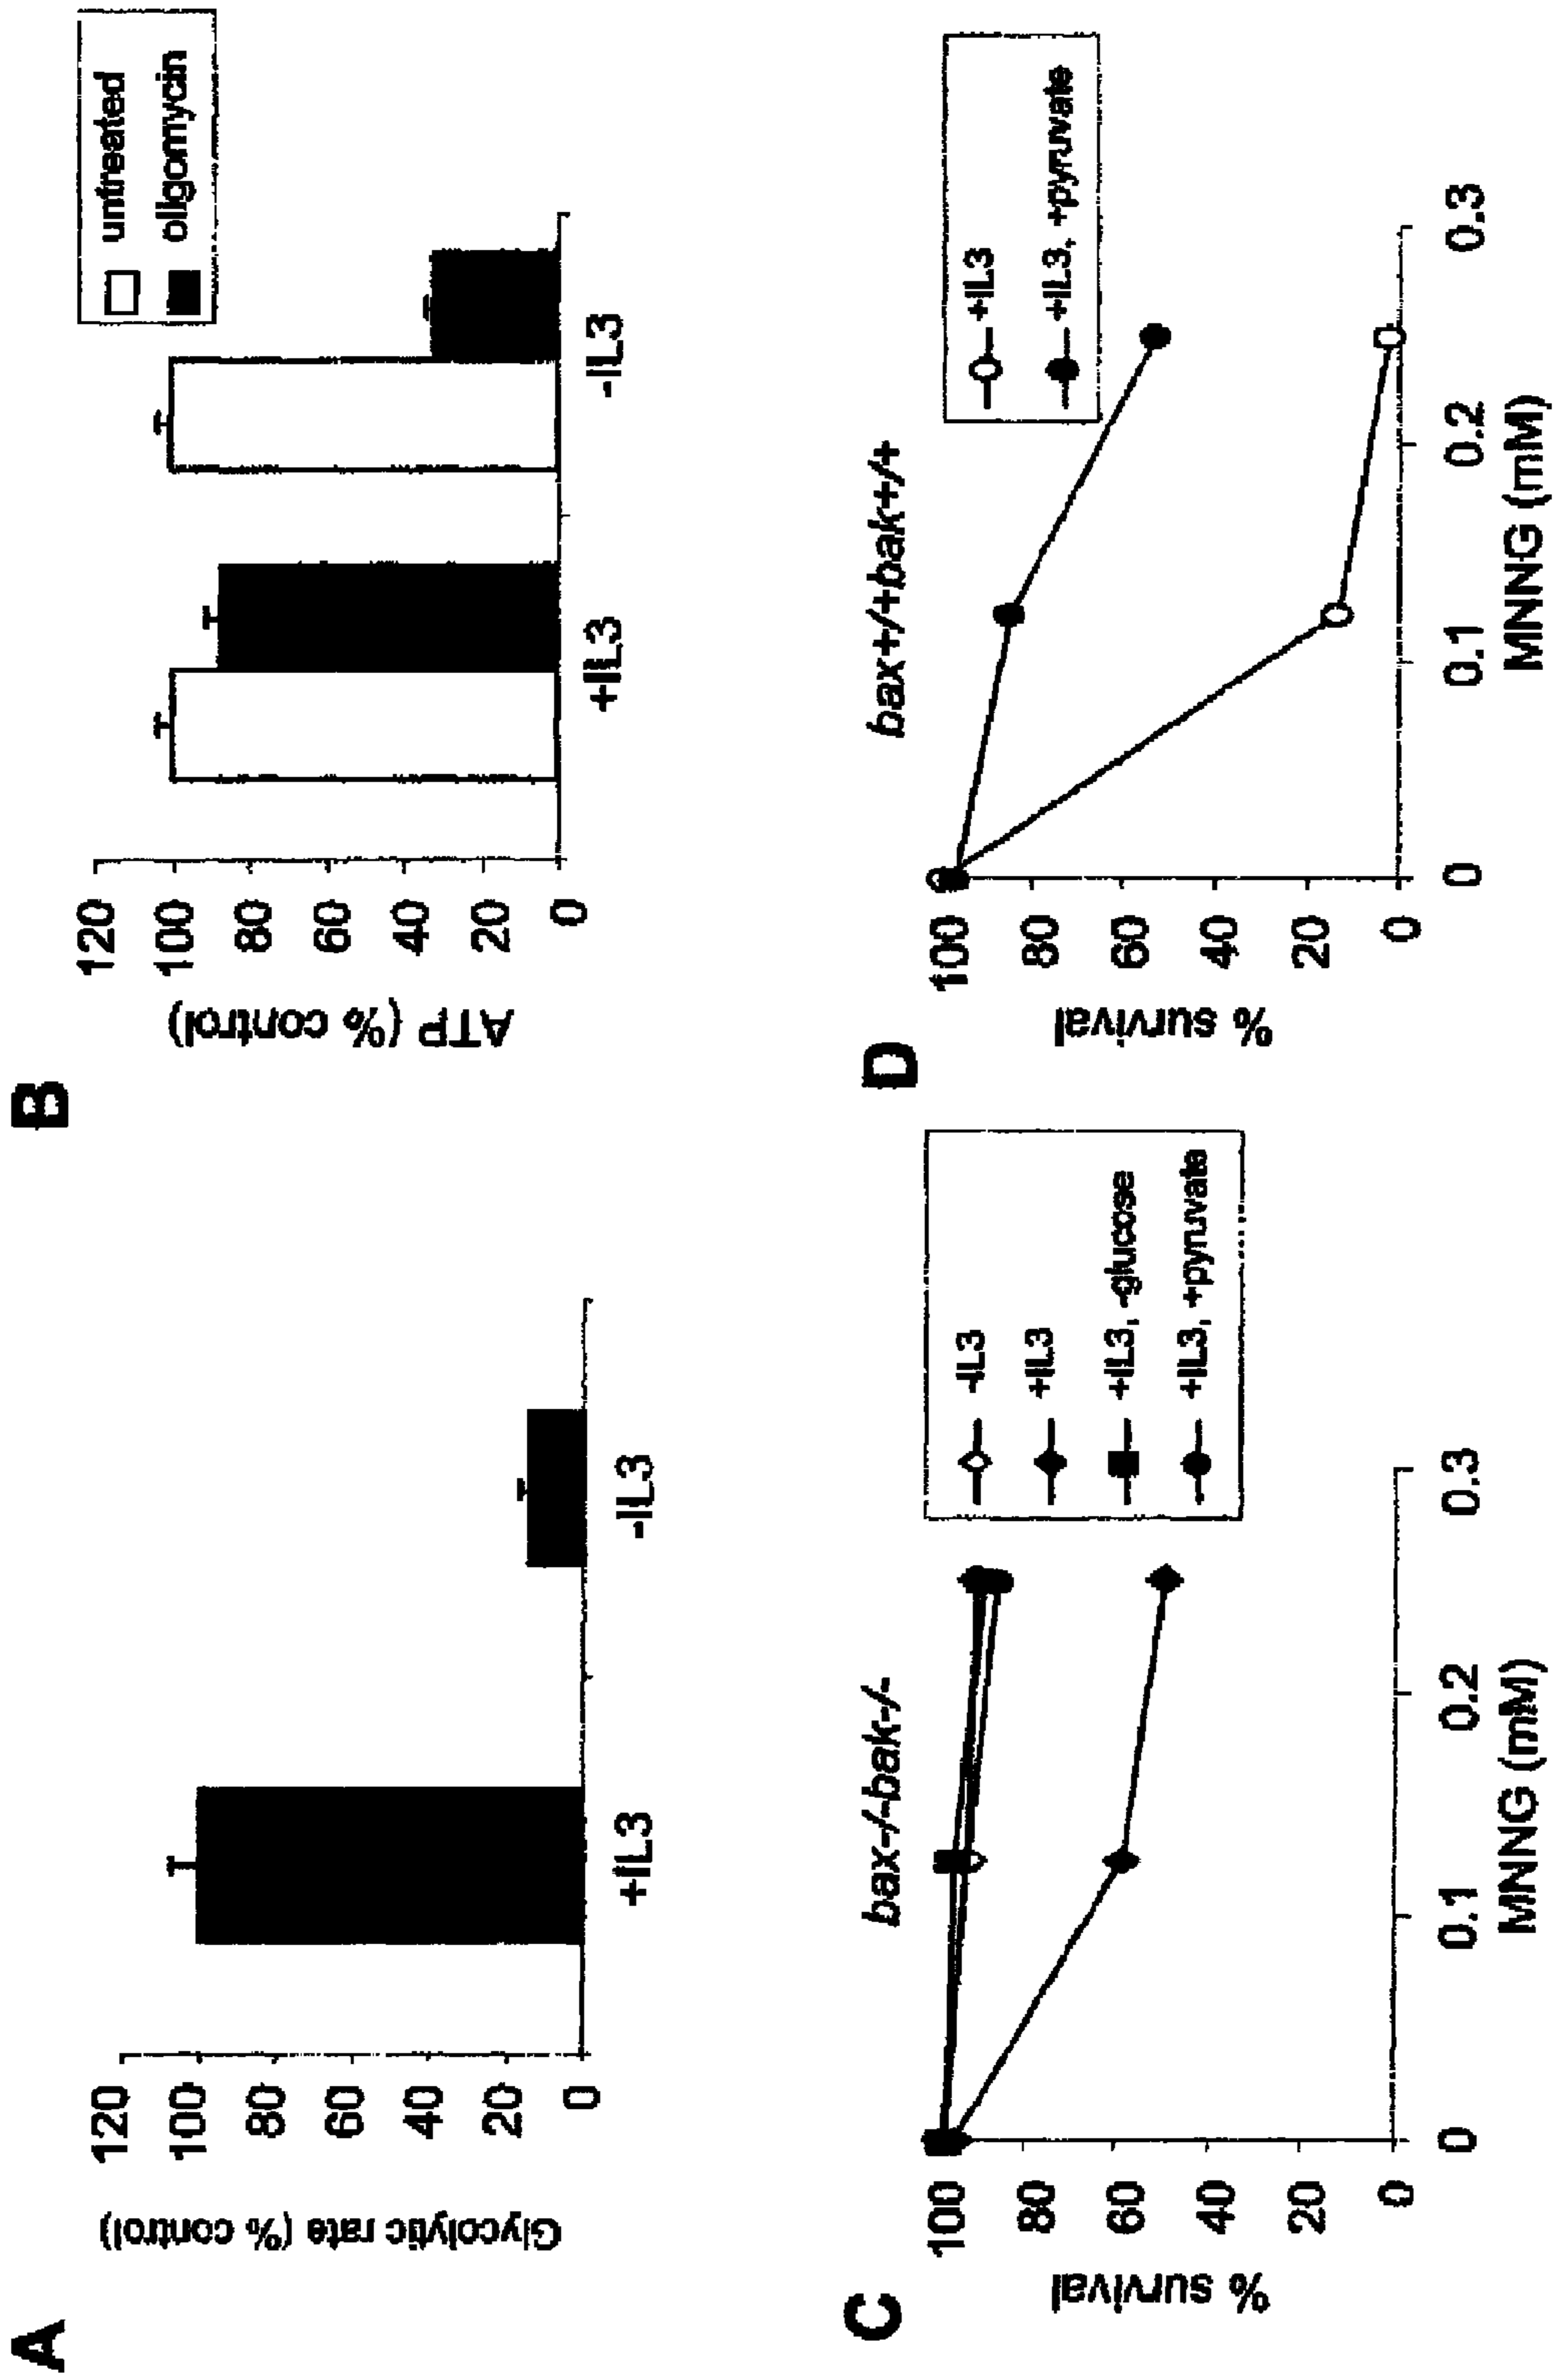 A
Glycolytic rate (% control)
120
100
80
60
40
20
0
+IL3
-IL3
B
ATP (% control)
120
100
80
60
40
20
0
+IL3
-IL3
untreated
oligomycin
C
bax-/-bak-/-
% survival
100
80
60
40
20
0
0 0.1 0.2 0.3
MNNG (mM)
-IL3
+IL3
+IL3, -glucose
+IL3, +pyruvate
D
bax+/+bak+/+
% survival
100
80
60
40
20
0
0 0.1 0.2 0.3
MNNG (mM)
+IL3
+IL3, +pyruvate